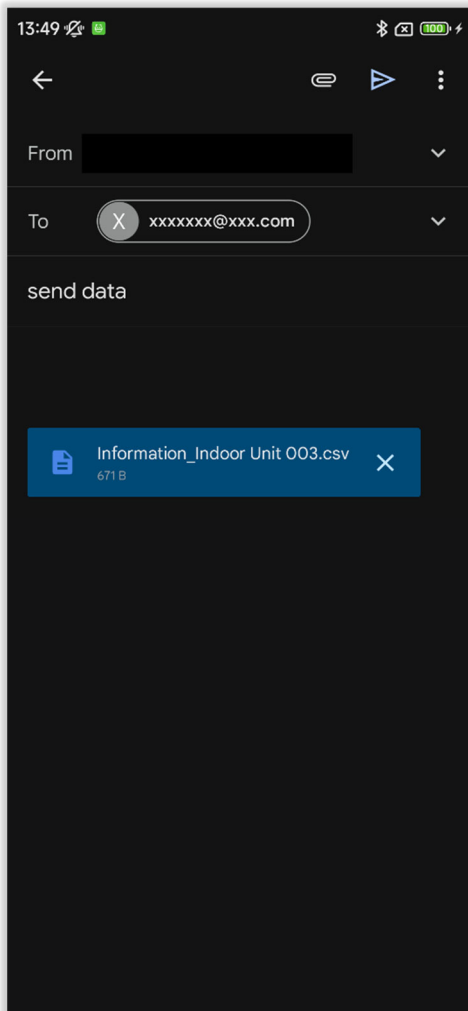 13:49
100
From
To X xxxxxxx@xxx.com
send data
Information_Indoor Unit 003.csv
671 B